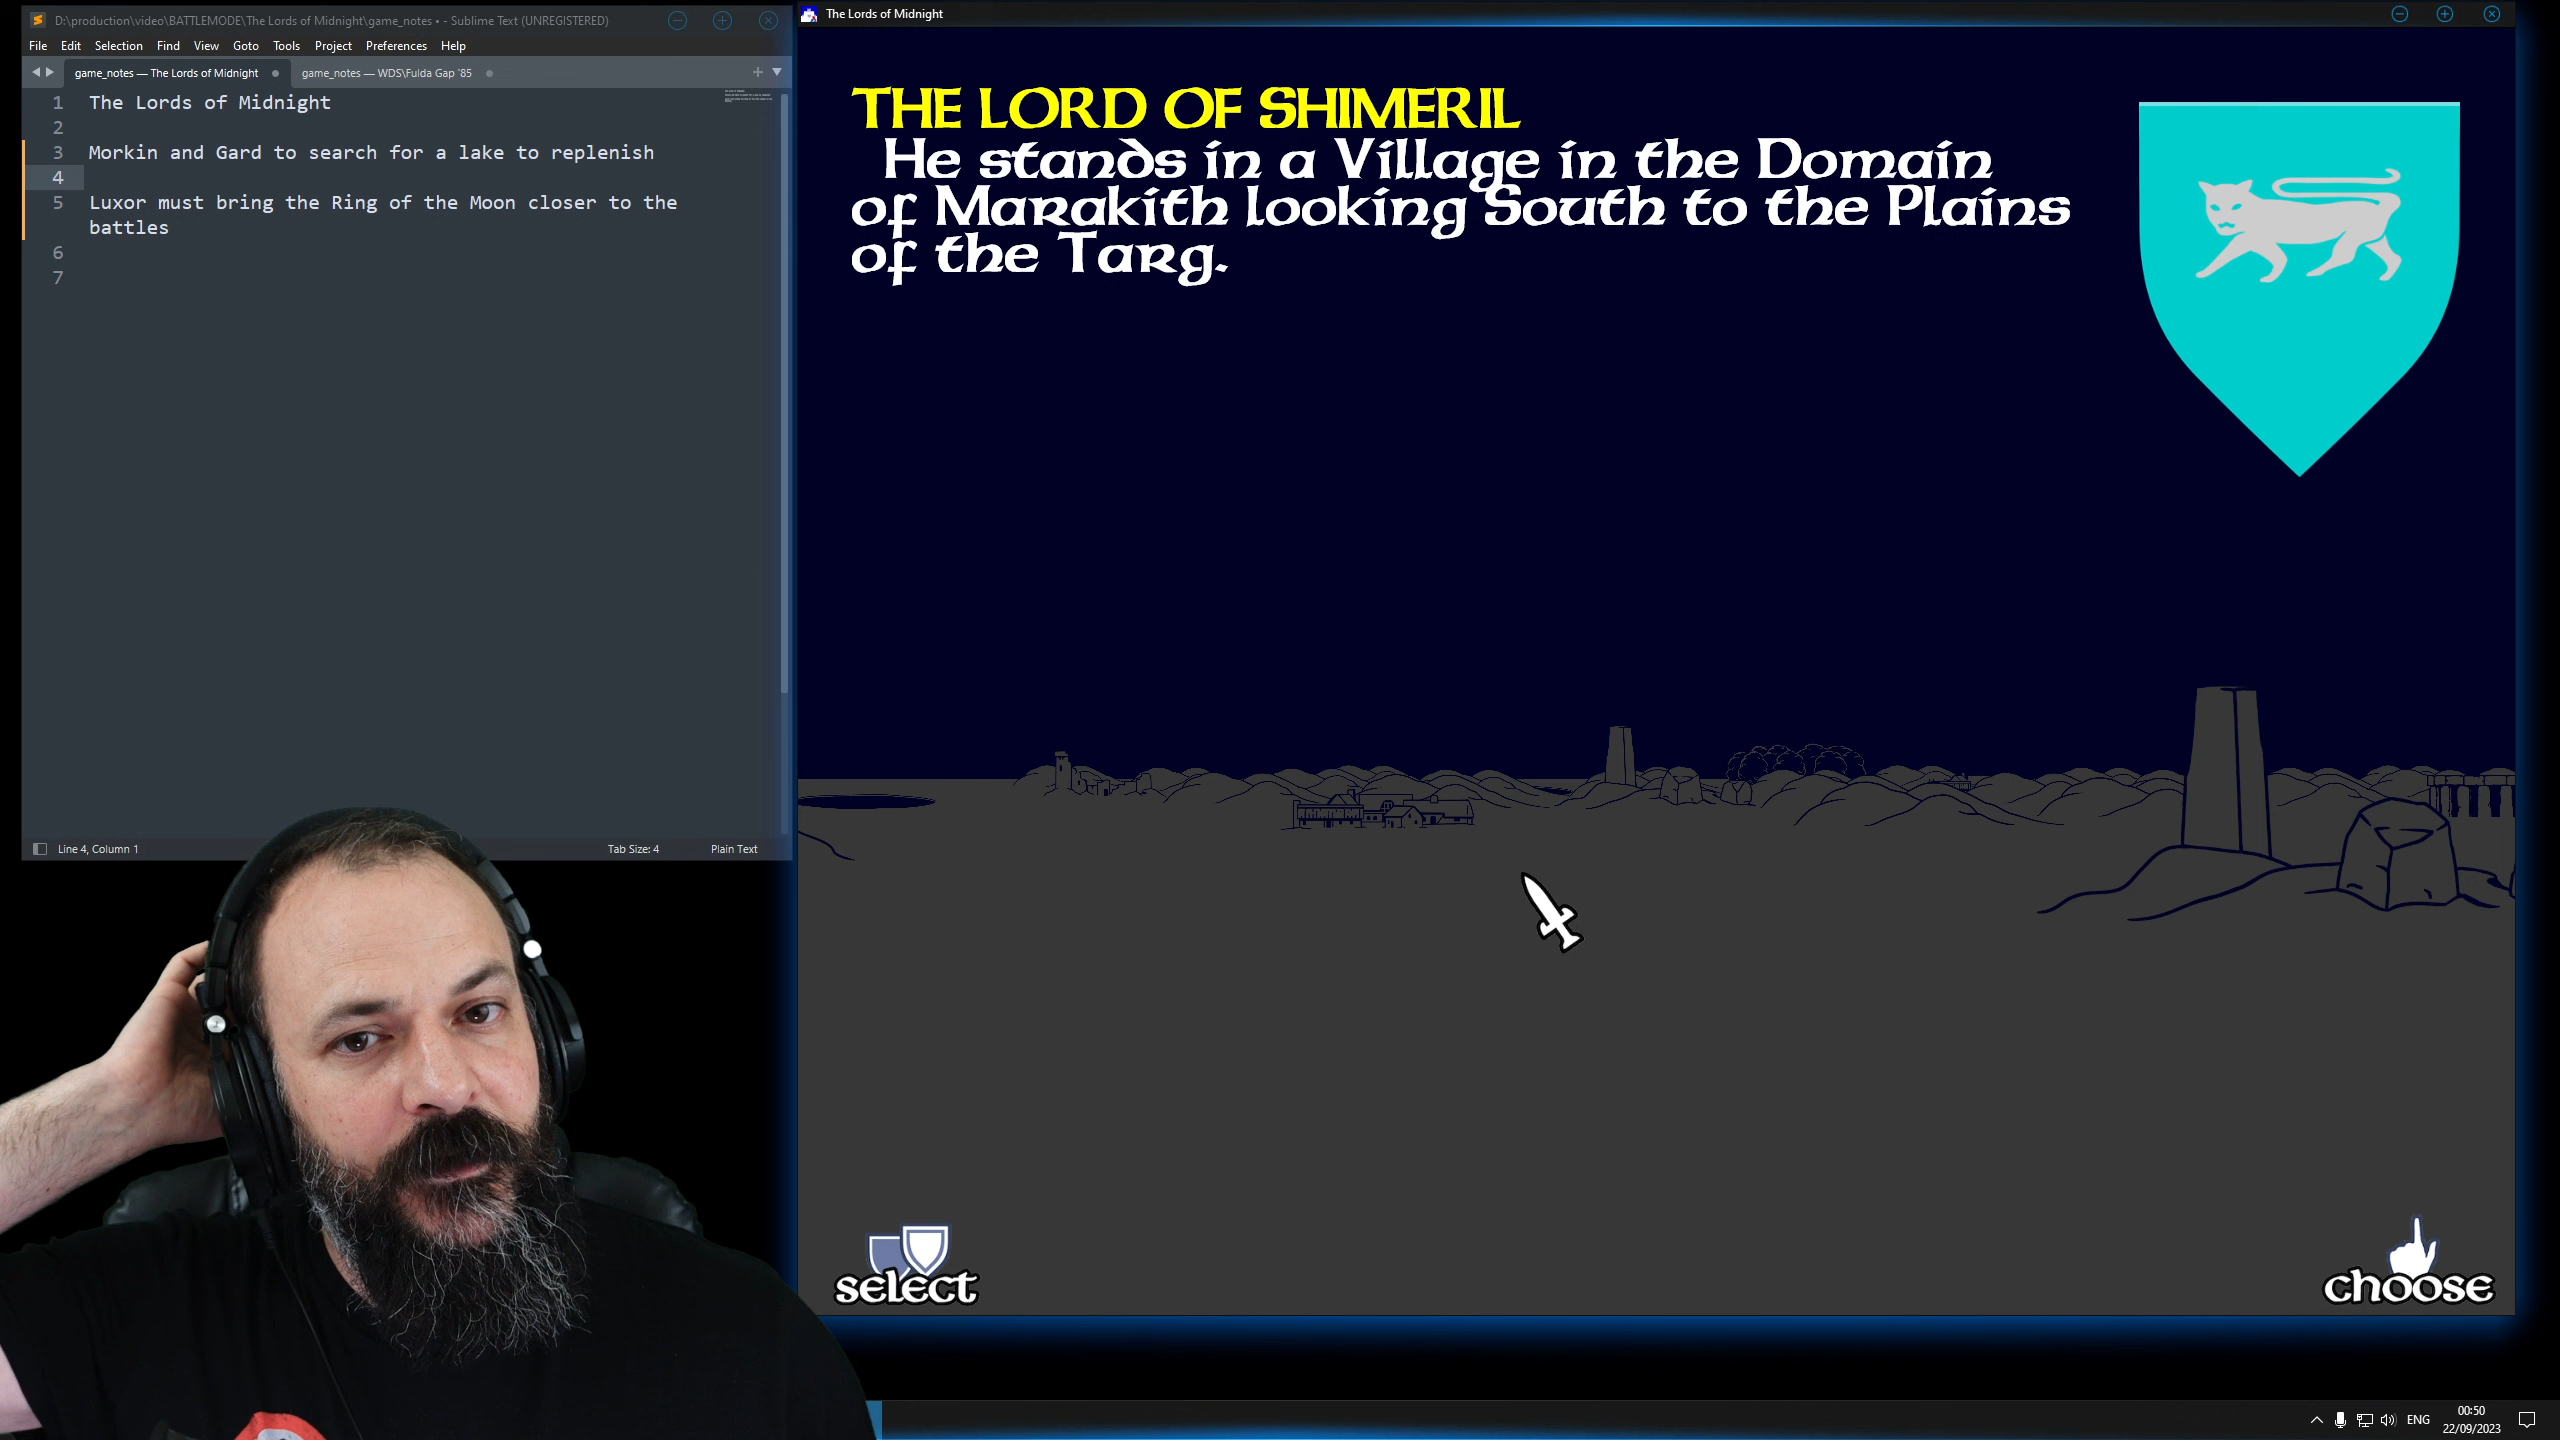 D:\production\video\BATTLEMODE\The Lords of Midnight\game_notes • - Sublime Text (UNREGISTERED)
File Edit Selection Find View Goto Tools Project Preferences Help
game_notes — The Lords of Midnight
game_notes — WDS\Fulda Gap '85
1 The Lords of Midnight
2
3 Morkin and Gard to search for a lake to replenish
4
5 Luxor must bring the Ring of the Moon closer to the
battles
6
7
Line 4, Column 1
Tab Size: 4
Plain Text
The Lords of Midnight
THE LORD OF SHIMERIL
He stands in a Village in the Domain
of Marakith looking South to the Plains
of the Targ.
select
choose
ENG
00:50
22/09/2023